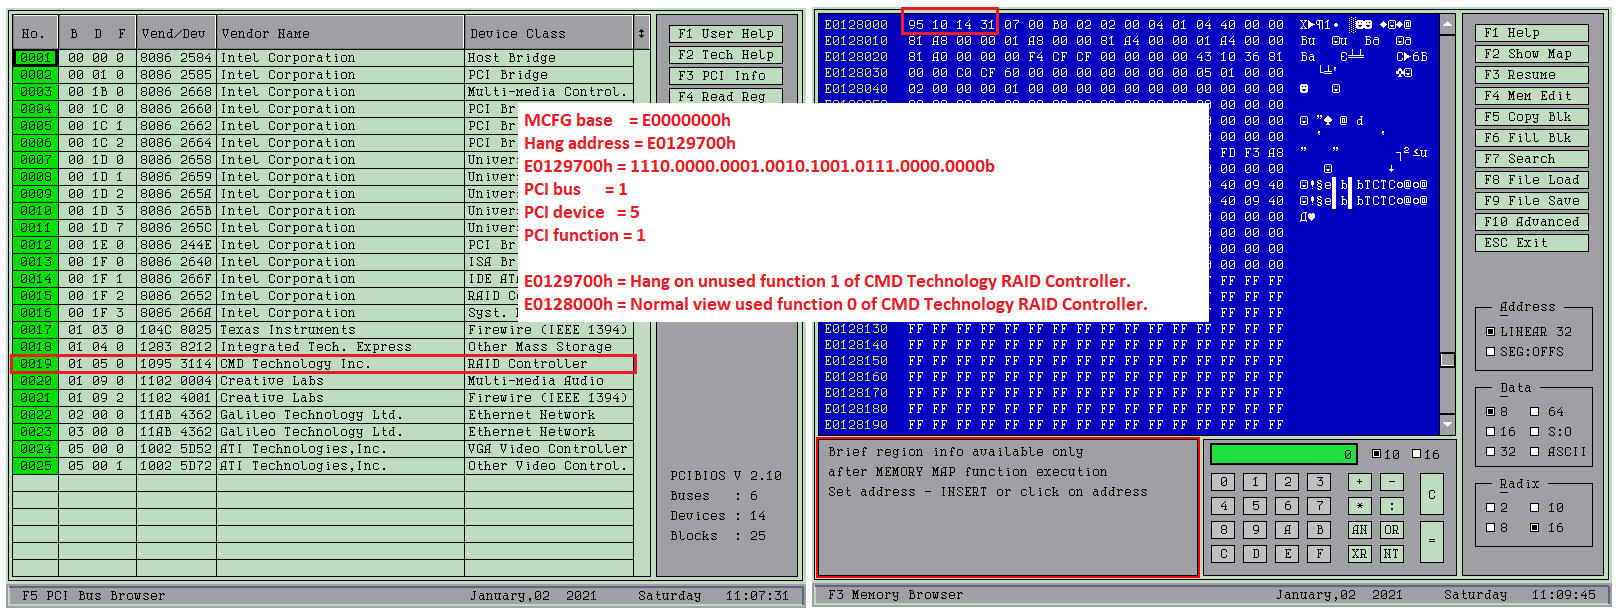 No. B D F Vend/Dev Vendor Name Device Class ↕
0001 00 00 0 8086 2584 Intel Corporation Host Bridge
0002 00 01 0 8086 2585 Intel Corporation PCI Bridge
0003 00 1B 0 8086 2668 Intel Corporation Multi-media Control.
0004 00 1C 0 8086 2660 Intel Corporation PCI Br
0005 00 1C 1 8086 2662 Intel Corporation PCI Br
0006 00 1C 2 8086 2664 Intel Corporation PCI Br
0007 00 1D 0 8086 2658 Intel Corporation Univer
0008 00 1D 1 8086 2659 Intel Corporation Univer
0009 00 1D 2 8086 265A Intel Corporation Univer
0010 00 1D 3 8086 265B Intel Corporation Univer
0011 00 1D 7 8086 265C Intel Corporation Univer
0012 00 1E 0 8086 244E Intel Corporation PCI Br
0013 00 1F 0 8086 2640 Intel Corporation ISA Br
0014 00 1F 1 8086 266F Intel Corporation IDE ATA
0015 00 1F 2 8086 2652 Intel Corporation RAID C
0016 00 1F 3 8086 266A Intel Corporation Syst.
0017 01 03 0 104C 8025 Texas Instruments Firewire (IEEE 1394)
0018 01 04 0 1283 8212 Integrated Tech. Express Other Mass Storage
0019 01 05 0 1095 3114 CMD Technology Inc. RAID Controller
0020 01 09 0 1102 0004 Creative Labs Multi-media Audio
0021 01 09 2 1102 4001 Creative Labs Firewire (IEEE 1394)
0022 02 00 0 11AB 4362 Galileo Technology Ltd. Ethernet Network
0023 03 00 0 11AB 4362 Galileo Technology Ltd. Ethernet Network
0024 05 00 0 1002 5D52 ATI Technologies,Inc. VGA Video Controller
0025 05 00 1 1002 5D72 ATI Technologies,Inc. Other Video Control.
F1 User Help
F2 Tech Help
F3 PCI Info
F4 Read Reg
PCIBIOS V 2.10
Buses : 6
Devices : 14
Blocks : 25
F5 PCI Bus Browser January,02 2021 Saturday 11:07:31
MCFG base = E0000000h
Hang address = E0129700h
E0129700h = 1110.0000.0001.0010.1001.0111.0000.0000b
PCI bus = 1
PCI device = 5
PCI function = 1
E0129700h = Hang on unused function 1 of CMD Technology RAID Controller.
E0128000h = Normal view used function 0 of CMD Technology RAID Controller.
E0128000 95 10 14 31 07 00 B0 02 02 00 04 01 04 40 00 00
E0128010 81 A8 00 00 01 A8 00 00 81 A4 00 00 01 A4 00 00
E0128020 81 A0 00 00 00 F4 CF CF 00 00 00 00 43 10 36 81
E0128030 00 00 C0 CF 60 00 00 00 00 00 00 00 05 01 00 00
E0128040 02 00 00 00 01 00 00 00 00 00 00 00 00 00 00 00
E0128130 FF FF FF FF FF FF FF FF FF FF FF FF FF FF FF FF
E0128140 FF FF FF FF FF FF FF FF FF FF FF FF FF FF FF FF
E0128150 FF FF FF FF FF FF FF FF FF FF FF FF FF FF FF FF
E0128160 FF FF FF FF FF FF FF FF FF FF FF FF FF FF FF FF
E0128170 FF FF FF FF FF FF FF FF FF FF FF FF FF FF FF FF
E0128180 FF FF FF FF FF FF FF FF FF FF FF FF FF FF FF FF
E0128190 FF FF FF FF FF FF FF FF FF FF FF FF FF FF FF FF
Brief region info available only
after MEMORY MAP function execution
Set address - INSERT or click on address
0 10 16
0 1 2 3 + - C
4 5 6 7 * :
8 9 A B AN OR =
C D E F XR NT
F1 Help
F2 Show Map
F3 Resume
F4 Mem Edit
F5 Copy Blk
F6 Fill Blk
F7 Search
F8 File Load
F9 File Save
F10 Advanced
ESC Exit
Address
LINEAR 32
SEG:OFFS
Data
8 64
16 S:O
32 ASCII
Radix
2 10
8 16
F3 Memory Browser January,02 2021 Saturday 11:09:45